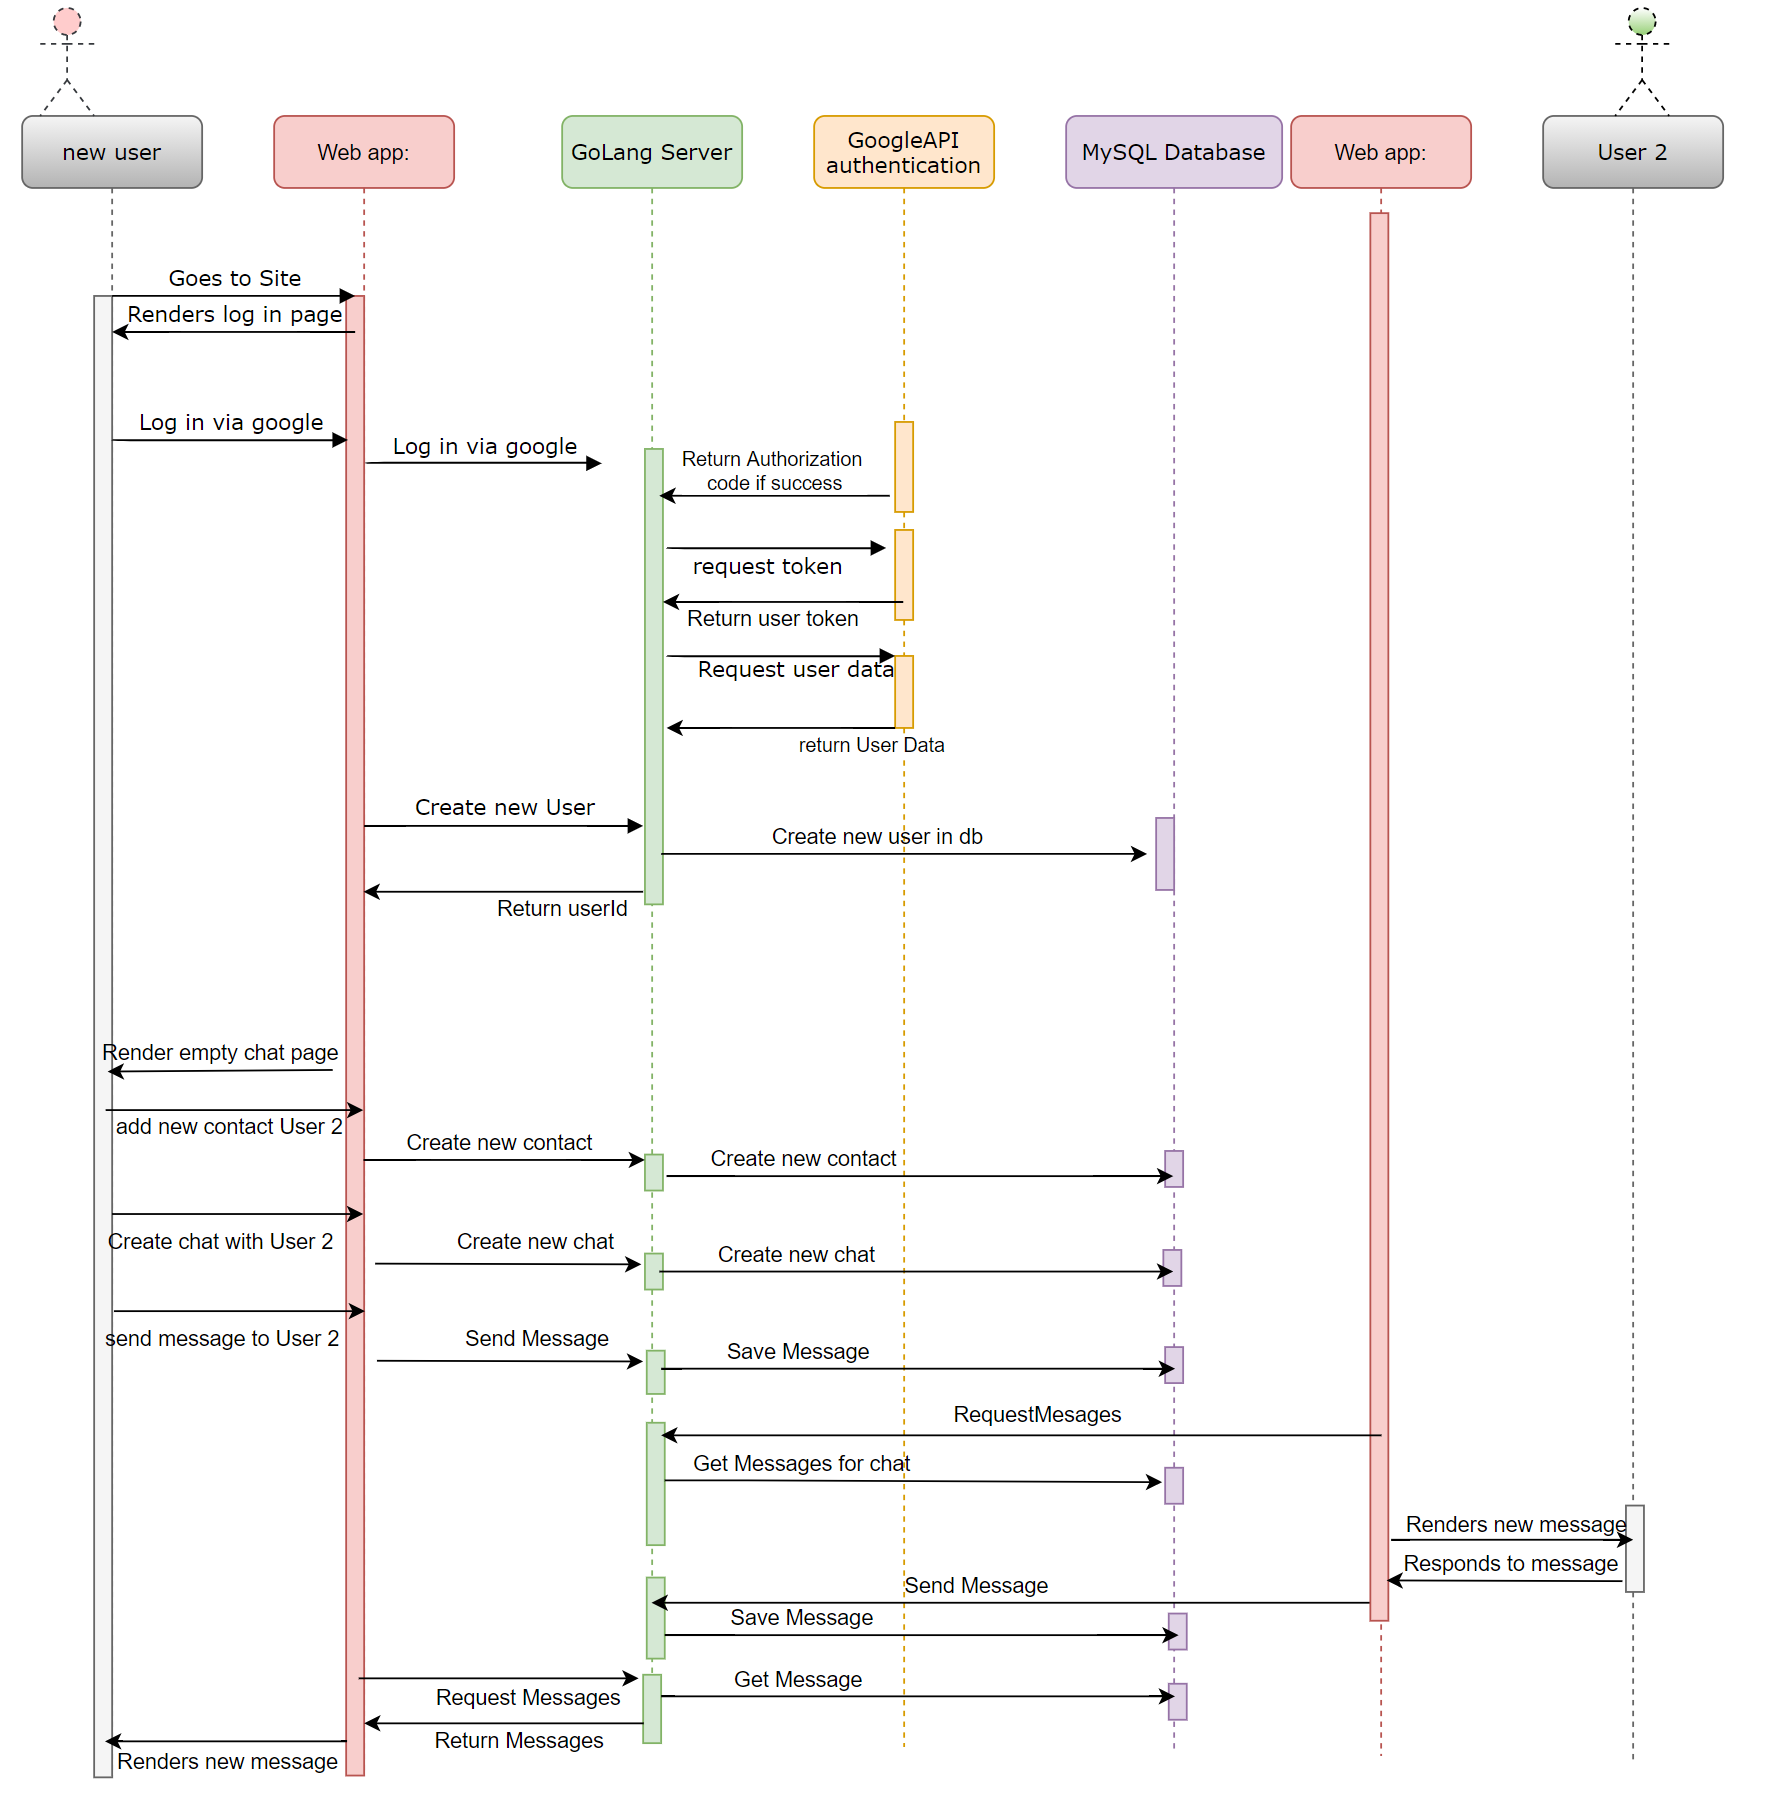 new user
Web app:
GoLang Server
GoogleAPI
authentication
MySQL Database
Web app:
User 2
Goes to Site
Renders log in page
Log in via google
Log in via google
Return Authorization
code if success
request token
Return user token
Request user data
return User Data
Create new User
Create new user in db
Return userId
Render empty chat page
add new contact User 2
Create new contact
Create new contact
Create chat with User 2
Create new chat
Create new chat
send message to User 2
Send Message
Save Message
RequestMesages
Get Messages for chat
Renders new message
Responds to message
Send Message
Save Message
Request Messages
Get Message
Return Messages
Renders new message